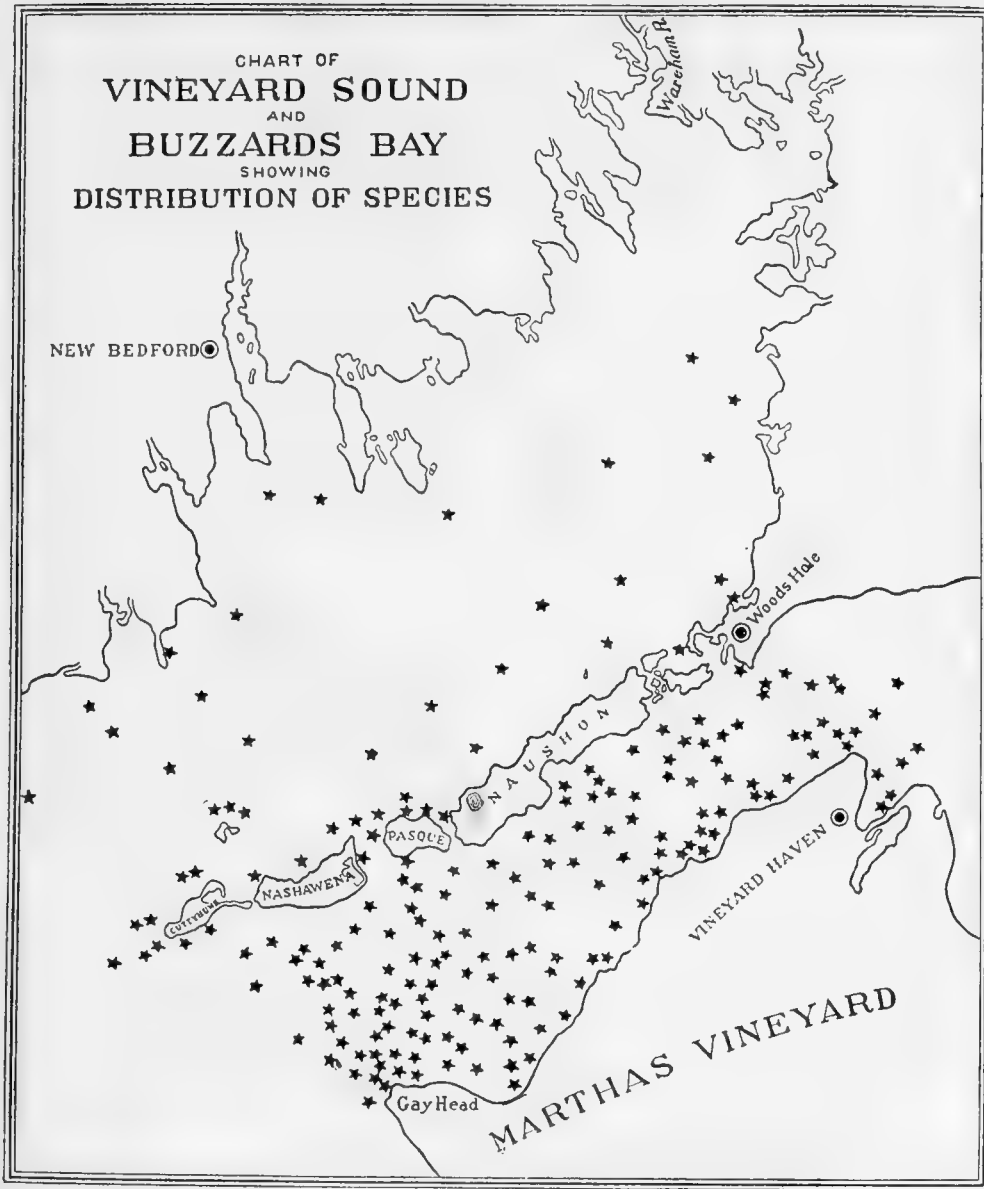 CHART OF
VINEYARD SOUND
AND
BUZZARDS BAY
SHOWING
DISTRIBUTION OF SPECIES
Wareham R.
NEW BEDFORD
Woods Hole
NAUSHON
PASQUE
NASHAWENA
CUTTYHUNK
VINEYARD HAVEN
MARTHAS VINEYARD
Gay Head